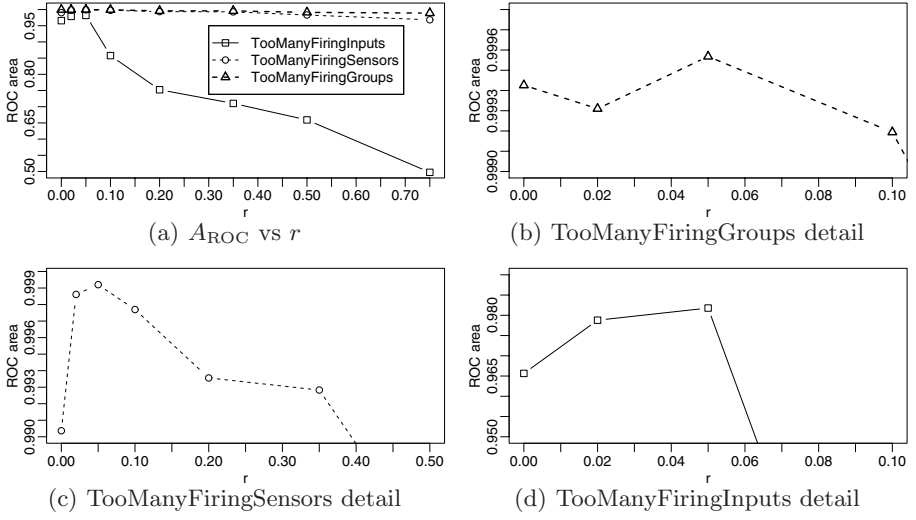 0.50 0.65 0.80 0.95
ROC area
TooManyFiringInputs
TooManyFiringSensors
TooManyFiringGroups
0.00 0.10 0.20 0.30 0.40 0.50 0.60 0.70
r
(a) A_ROC vs r
0.9990 0.9993 0.9996
ROC area
0.00 0.02 0.04 0.06 0.08 0.10
r
(b) TooManyFiringGroups detail
0.990 0.993 0.996 0.999
ROC area
0.00 0.10 0.20 0.30 0.40 0.50
r
(c) TooManyFiringSensors detail
0.950 0.965 0.980
ROC area
0.00 0.02 0.04 0.06 0.08 0.10
r
(d) TooManyFiringInputs detail